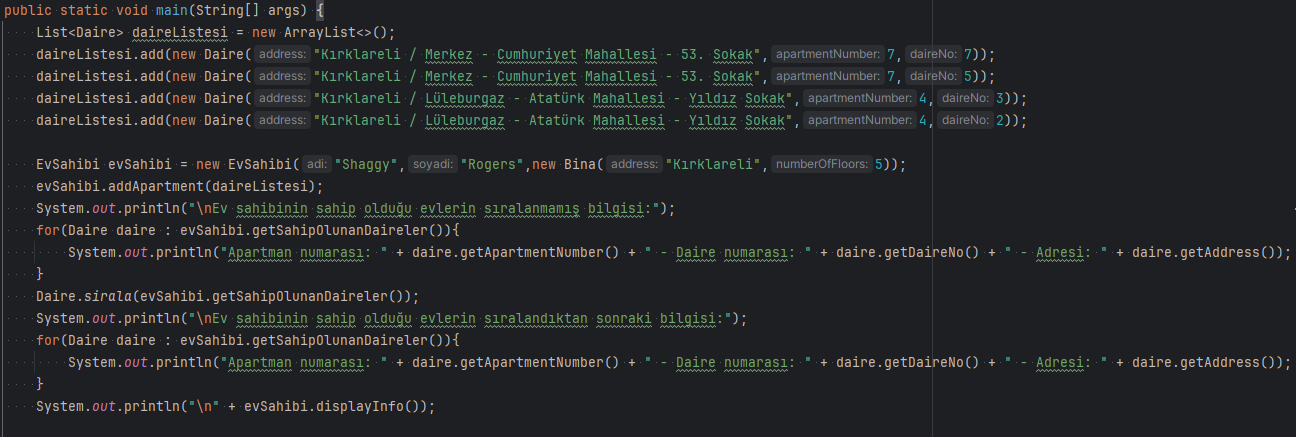 public static void main(String[] args) {
List<Daire> daireListesi = new ArrayList<>();
daireListesi.add(new Daire( address: "Kırklareli / Merkez - Cumhuriyet Mahallesi - 53. Sokak", apartmentNumber: 7, daireNo: 7));
daireListesi.add(new Daire( address: "Kırklareli / Merkez - Cumhuriyet Mahallesi - 53. Sokak", apartmentNumber: 7, daireNo: 5));
daireListesi.add(new Daire( address: "Kırklareli / Lüleburgaz - Atatürk Mahallesi - Yıldız Sokak", apartmentNumber: 4, daireNo: 3));
daireListesi.add(new Daire( address: "Kırklareli / Lüleburgaz - Atatürk Mahallesi - Yıldız Sokak", apartmentNumber: 4, daireNo: 2));
EvSahibi evSahibi = new EvSahibi( adi: "Shaggy", soyadi: "Rogers",new Bina( address: "Kırklareli", numberOfFloors: 5));
evSahibi.addApartment(daireListesi);
System.out.println("\nEv sahibinin sahip olduğu evlerin sıralanmamış bilgisi:");
for(Daire daire : evSahibi.getSahipOlunanDaireler()){
System.out.println("Apartman numarası: " + daire.getApartmentNumber() + " - Daire numarası: " + daire.getDaireNo() + " - Adresi: " + daire.getAddress());
}
Daire.sirala(evSahibi.getSahipOlunanDaireler());
System.out.println("\nEv sahibinin sahip olduğu evlerin sıralandıktan sonraki bilgisi:");
for(Daire daire : evSahibi.getSahipOlunanDaireler()){
System.out.println("Apartman numarası: " + daire.getApartmentNumber() + " - Daire numarası: " + daire.getDaireNo() + " - Adresi: " + daire.getAddress());
}
System.out.println("\n" + evSahibi.displayInfo());